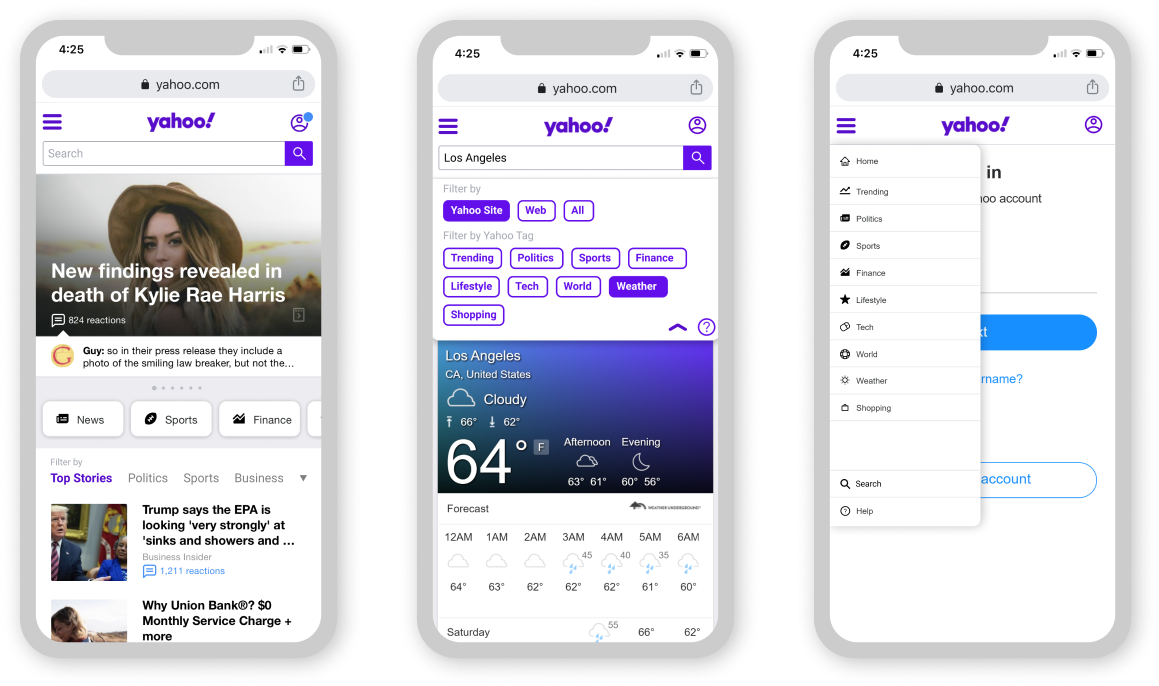 4:25
yahoo.com
yahoo!
Search
New findings revealed in
death of Kylie Rae Harris
824 reactions
G
Guy: so in their press release they include a
photo of the smiling law breaker, but not the...
News
Sports
Finance
Filter by
Top Stories Politics Sports Business ▼
Trump says the EPA is
looking 'very strongly' at
'sinks and showers and ...
Business Insider
1,211 reactions
Why Union Bank®? $0
Monthly Service Charge +
more
4:25
yahoo.com
yahoo!
Los Angeles
Filter by
Yahoo Site Web All
Filter by Yahoo Tag
Trending Politics Sports Finance
Lifestyle Tech World Weather
Shopping
?
Los Angeles
CA, United States
Cloudy
66° 62°
64° F
Afternoon Evening
63° 61° 60° 56°
Forecast WEATHER UNDERGROUND
12AM 1AM 2AM 3AM 4AM 5AM 6AM
45 40 35
64° 63° 62° 62° 62° 61° 60°
Saturday 55 66° 62°
4:25
yahoo.com
yahoo!
Home
Trending
Politics
Sports
Finance
Lifestyle
Tech
World
Weather
Shopping
Search
? Help
in
hoo account
xt
rname?
account